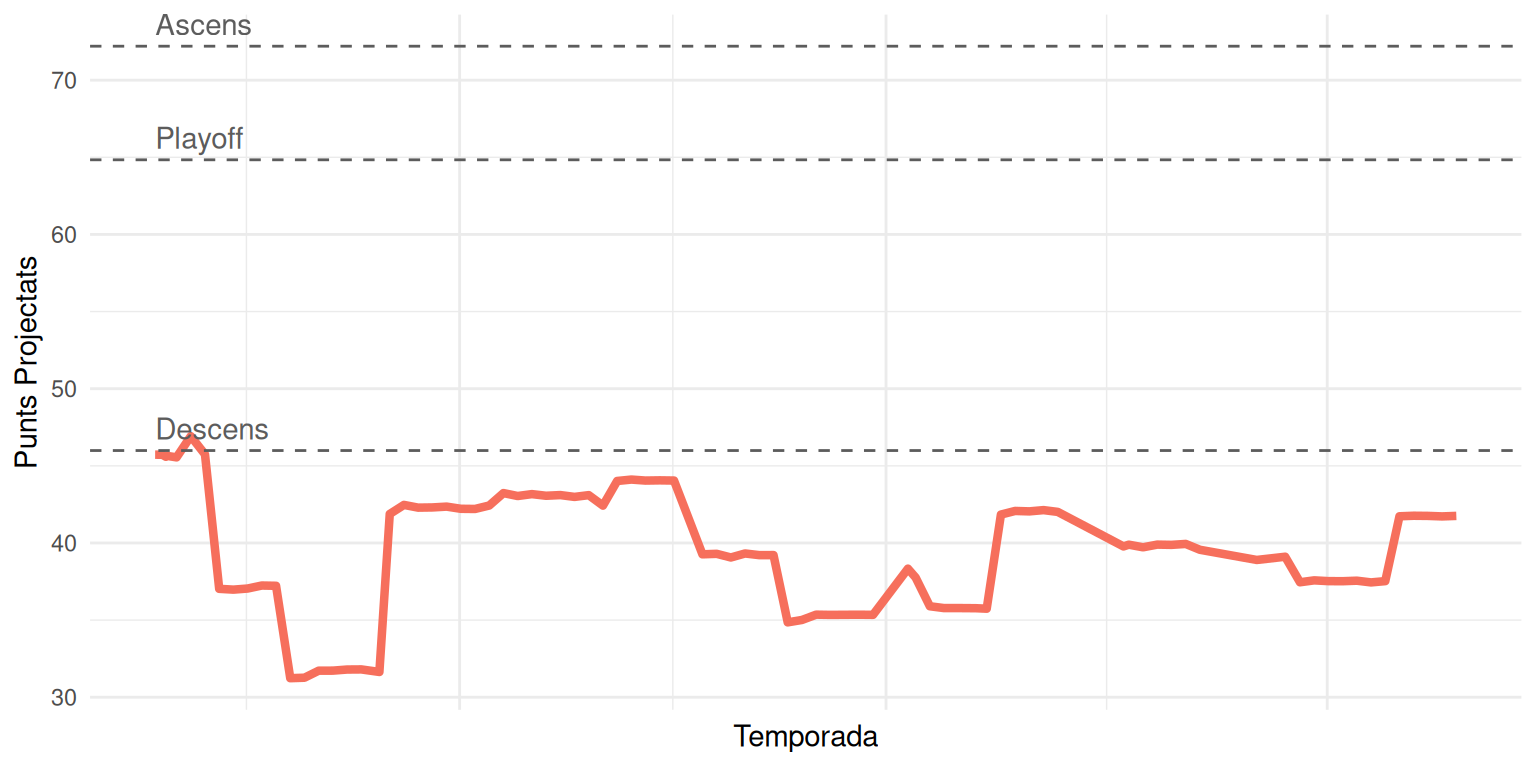 Ascens
70
Playoff
60
Punts Projectats
50
Descens
40
30
Temporada